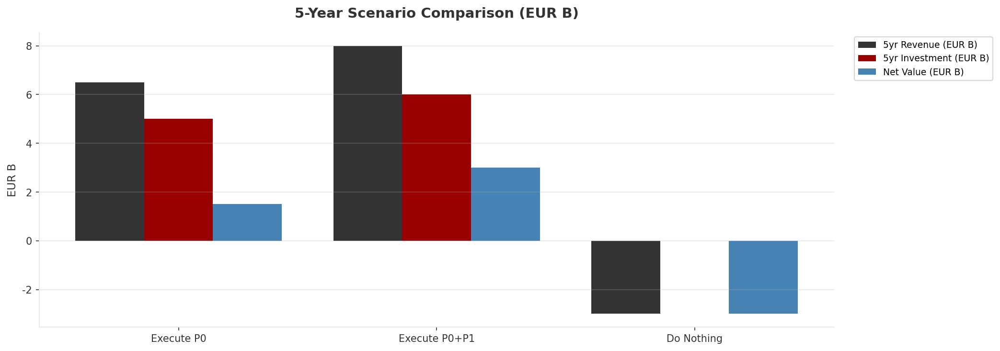 5-Year Scenario Comparison (EUR B)
5yr Revenue (EUR B)
5yr Investment (EUR B)
Net Value (EUR B)
EUR B
8
6
4
2
0
-2
Execute P0
Execute P0+P1
Do Nothing